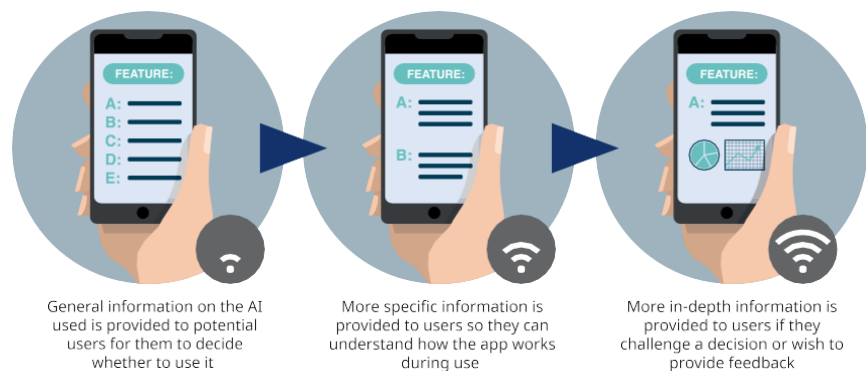 FEATURE:
A:
B:
C:
D:
E:
FEATURE:
A:
B:
FEATURE:
A:
General information on the AI
used is provided to potential
users for them to decide
whether to use it
More specific information is
provided to users so they can
understand how the app works
during use
More in-depth information is
provided to users if they
challenge a decision or wish to
provide feedback